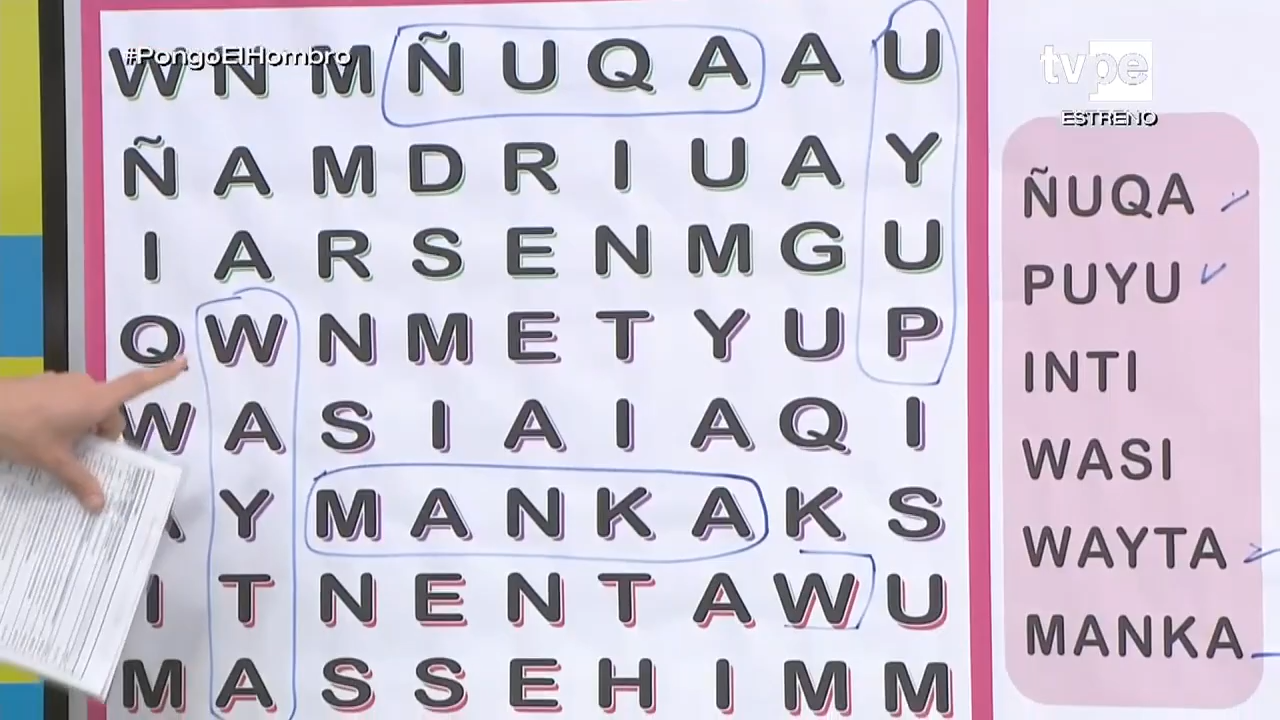 #PongoElHombro
tvpe
ESTRENO
W N M Ñ U Q A A U
Ñ A M D R I U A Y
I A R S E N M G U
Q W N M E T Y U P
W A S I A I A Q I
Y M A N K A K S
I T N E N T A W U
M A S S E H I M M
ÑUQA
PUYU
INTI
WASI
WAYTA
MANKA